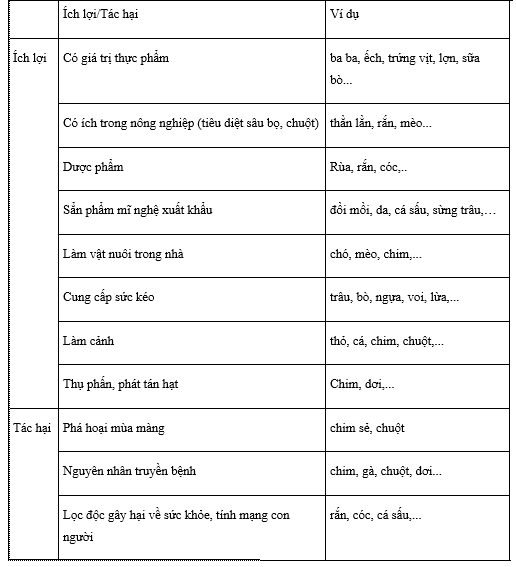 Ích lợi/Tác hại
Ví dụ
Ích lợi
Có giá trị thực phẩm
ba ba, ếch, trứng vịt, lợn, sữa
bò...
Có ích trong nông nghiệp (tiêu diệt sâu bọ, chuột)
thằn lằn, rắn, mèo...
Dược phẩm
Rùa, rắn, cóc,..
Sẳn phẩm mĩ nghệ xuất khẩu
đồi mồi, da, cá sấu, sừng trâu,…
Làm vật nuôi trong nhà
chó, mèo, chim,...
Cung cấp sức kéo
trâu, bò, ngựa, voi, lừa,...
Làm cảnh
thỏ, cá, chim, chuột,...
Thụ phấn, phát tán hạt
Chim, dơi,...
Tác hại
Phá hoại mùa màng
chim sẻ, chuột
Nguyên nhân truyền bệnh
chim, gà, chuột, dơi...
Lọc độc gây hại về sức khỏe, tính mạng con
người
rắn, cóc, cá sấu,...